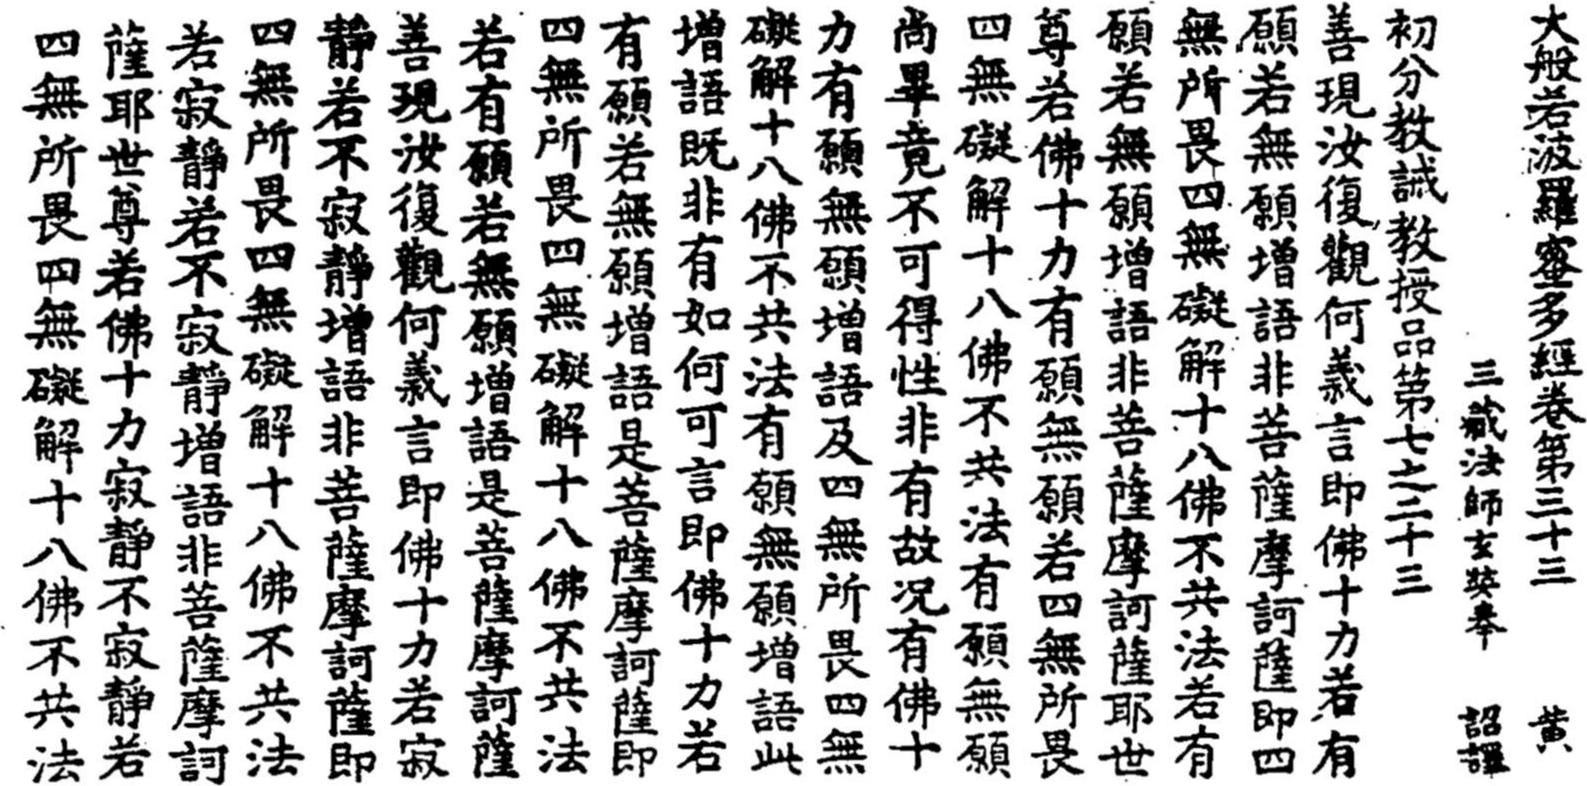 大般若波羅蜜多經卷第三十三 黄
三藏法師玄奘奉 詔譯
初分教誡教授品第七之二十三
善現汝復觀何義言即佛十力若有
願若無願增語非菩薩摩訶薩即四
無所畏四無礙解十八佛不共法若有
願若無願增語非菩薩摩訶薩耶世
尊若佛十力有願無願若四無所畏
四無礙解十八佛不共法有願無願
尚畢竟不可得性非有故況有佛十
力有願無願增語及四無所畏四無
礙解十八佛不共法有願無願增語此
增語既非有如何可言即佛十力若
有願若無願增語是菩薩摩訶薩即
四無所畏四無礙解十八佛不共法
若有願若無願增語是菩薩摩訶薩
善現汝復觀何義言即佛十力若寂
靜若不寂靜增語非菩薩摩訶薩即
四無所畏四無礙解十八佛不共法
若寂靜若不寂靜增語非菩薩摩訶
薩耶世尊若佛十力寂靜不寂靜若
四無所畏四無礙解十八佛不共法